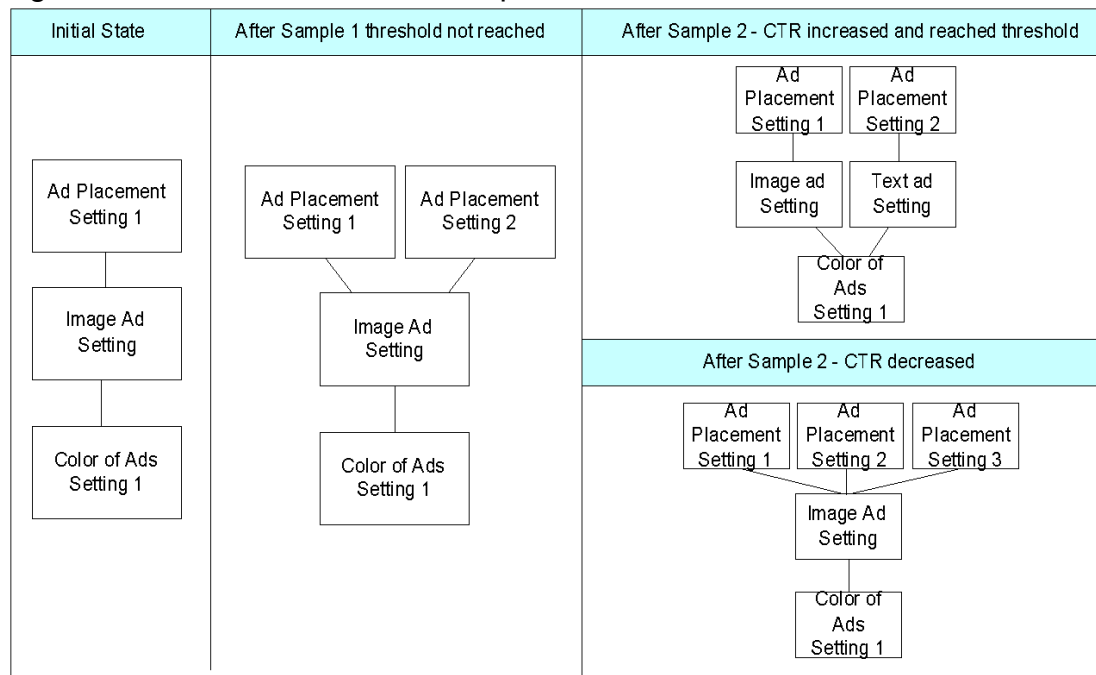 Initial State
After Sample 1 threshold not reached
After Sample 2 - CTR increased and reached threshold
Ad Placement
Setting 1
Image Ad
Setting
Color of Ads
Setting 1
Ad Placement
Setting 1
Ad Placement
Setting 2
Image Ad
Setting
Color of Ads
Setting 1
Ad
Placement
Setting 1
Ad
Placement
Setting 2
Image ad
Setting
Text ad
Setting
Color of
Ads
Setting 1
After Sample 2 - CTR decreased
Ad
Placement
Setting 1
Ad
Placement
Setting 2
Ad
Placement
Setting 3
Image Ad
Setting
Color of
Ads
Setting 1